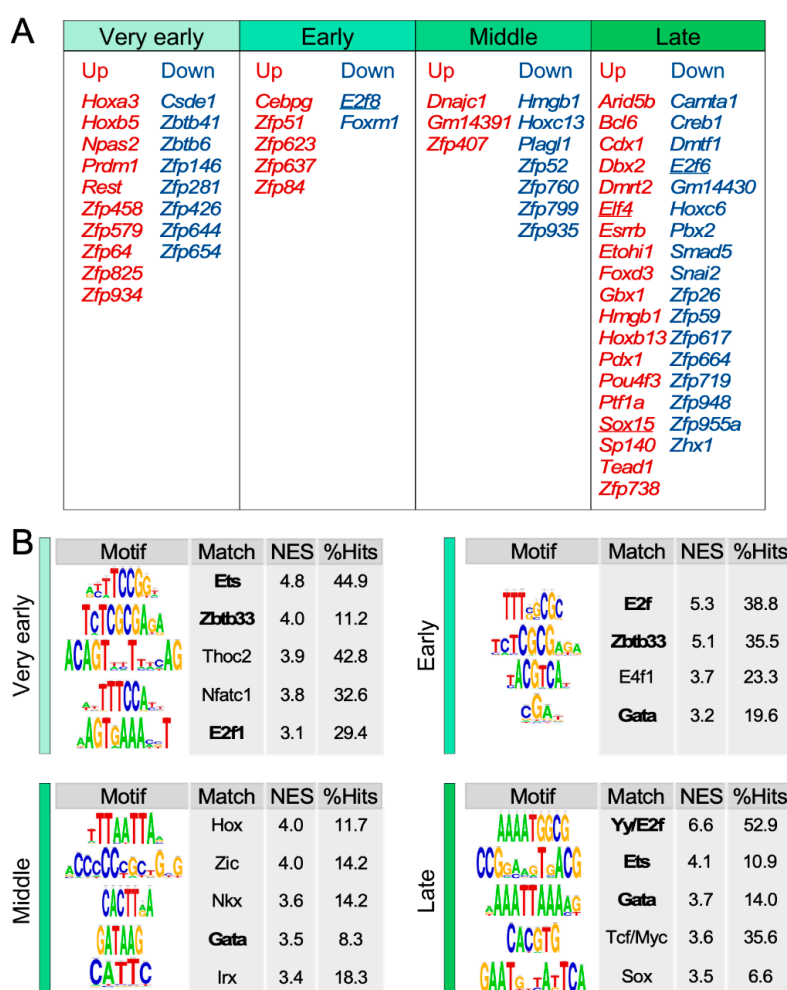 A
Very early Early Middle Late
Up Down Up Down Up Down Up Down
Hoxa3 Csde1 Cebpg E2f8 Dnajc1 Hmgb1 Arid5b Camta1
Hoxb5 Zbtb41 Zfp51 Foxm1 Gm14391 Hoxc13 Bcl6 Creb1
Npas2 Zbtb6 Zfp623 Zfp407 Plagl1 Cdx1 Dmtf1
Prdm1 Zfp146 Zfp637 Zfp52 Dbx2 E2f6
Rest Zfp281 Zfp84 Zfp760 Dmrt2 Gm14430
Zfp458 Zfp426 Zfp799 Elf4 Hoxc6
Zfp579 Zfp644 Zfp935 Esrrb Pbx2
Zfp64 Zfp654 Etohi1 Smad5
Zfp825 Foxd3 Snai2
Zfp934 Gbx1 Zfp26
Hmgb1 Zfp59
Hoxb13 Zfp617
Pdx1 Zfp664
Pou4f3 Zfp719
Ptf1a Zfp948
Sox15 Zfp955a
Sp140 Zhx1
Tead1
Zfp738
B
Very early
Motif Match NES %Hits
Ets 4.8 44.9
TCTCGCGAGA Zbtb33 4.0 11.2
Thoc2 3.9 42.8
Nfatc1 3.8 32.6
E2f1 3.1 29.4
Early
Motif Match NES %Hits
E2f 5.3 38.8
TCTCGCGAGA Zbtb33 5.1 35.5
E4f1 3.7 23.3
Gata 3.2 19.6
Middle
Motif Match NES %Hits
Hox 4.0 11.7
Zic 4.0 14.2
Nkx 3.6 14.2
GATAAG Gata 3.5 8.3
CATTC Irx 3.4 18.3
Late
Motif Match NES %Hits
AAAATGGCG Yy/E2f 6.6 52.9
Ets 4.1 10.9
Gata 3.7 14.0
CACGTG Tcf/Myc 3.6 35.6
Sox 3.5 6.6